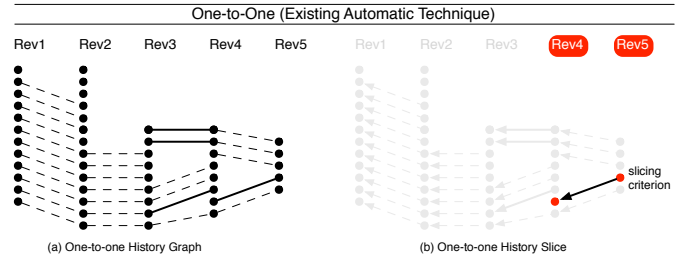 One-to-One (Existing Automatic Technique)
Rev1 Rev2 Rev3 Rev4 Rev5 Rev1 Rev2 Rev3 Rev4 Rev5
slicing
criterion
(a) One-to-one History Graph (b) One-to-one History Slice